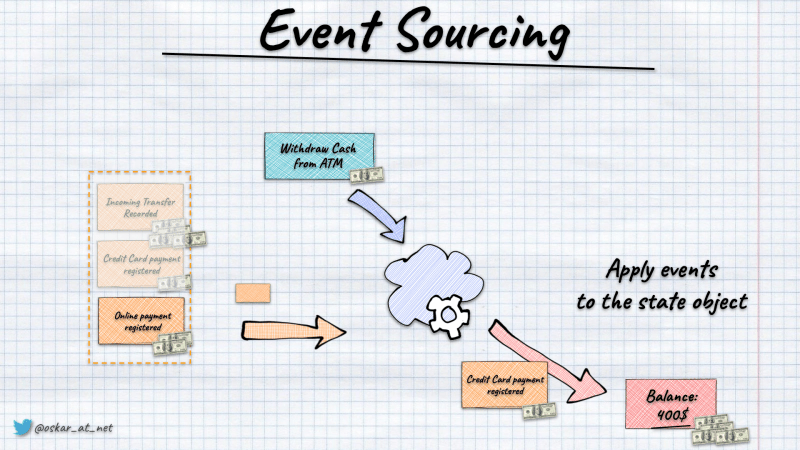 Event Sourcing
Withdraw Cash
from ATM
Incoming Transfer
Recorded
Credit Card payment
registered
Online payment
registered
Apply events
to the state object
Credit Card payment
registered
Balance:
400$
@oskar_at_net